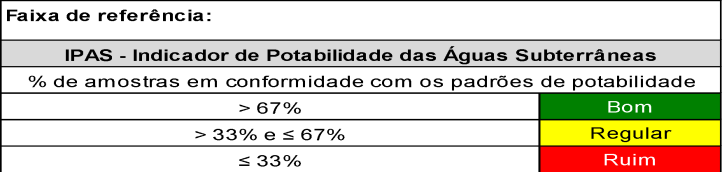 Faixa de referência:
IPAS - Indicador de Potabilidade das Águas Subterrâneas
% de amostras em conformidade com os padrões de potabilidade
> 67% Bom
> 33% e ≤ 67% Regular
≤ 33% Ruim